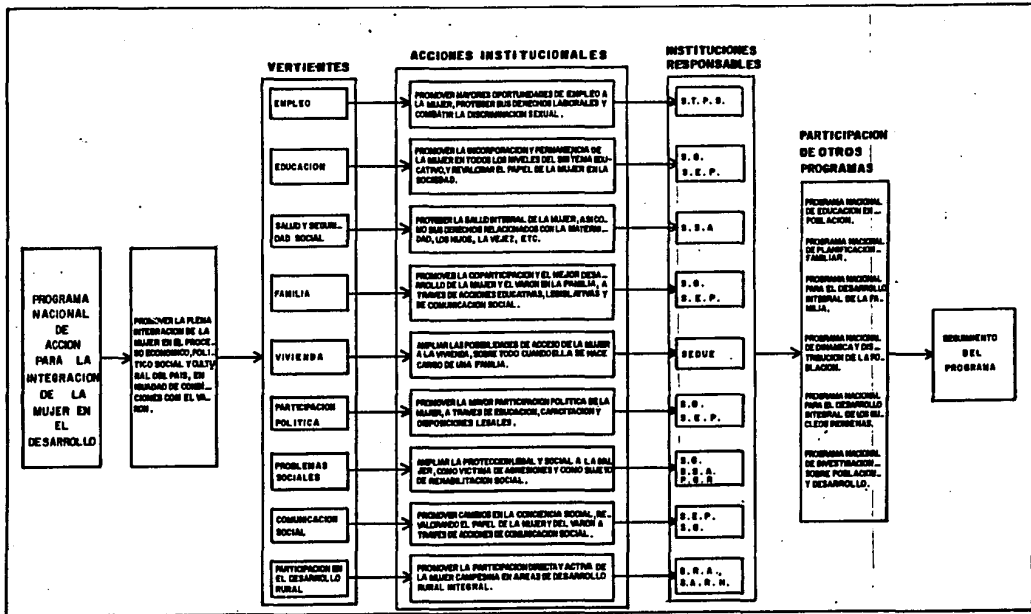 PROGRAMA
NACIONAL
DE
ACCION
PARA LA
INTEGRACION
DE LA
MUJER EN
EL
DESARROLLO
PROMOVER LA PLENA
INTEGRACION DE LA
MUJER EN EL PROCE
SO ECONOMICO, POLI
TICO SOCIAL Y CULTU
RAL DEL PAIS, EN
IGUALDAD DE CONDI
CIONES CON EL VA
RON.
VERTIENTES
EMPLEO
EDUCACION
SALUD Y SEGURI_
DAD SOCIAL
FAMILIA
VIVIENDA
PARTICIPACION
POLITICA
PROBLEMAS
SOCIALES
COMUNICACION
SOCIAL
PARTICIPACION EN
EL DESARROLLO
RURAL
ACCIONES INSTITUCIONALES
PROMOVER MAYORES OPORTUNIDADES DE EMPLEO A
LA MUJER, PROTEGER SUS DERECHOS LABORALES Y
COMBATIR LA DISCRIMINACION SEXUAL.
PROMOVER LA INCORPORACION Y PERMANENCIA DE
LA MUJER EN TODOS LOS NIVELES DEL SISTEMA EDU-
CATIVO, Y REVALORAR EL PAPEL DE LA MUJER EN LA
SOCIEDAD.
PROTEGER LA SALUD INTEGRAL DE LA MUJER, ASI CO_
MO SUS DERECHOS RELACIONADOS CON LA MATERNI_
DAD, LOS HIJOS, LA VEJEZ, ETC.
PROMOVER LA COPARTICIPACION Y EL MEJOR DESA_
RROLLO DE LA MUJER Y EL VARON EN LA FAMILIA, A
TRAVES DE ACCIONES EDUCATIVAS, LEGISLATIVAS Y
DE COMUNICACION SOCIAL.
AMPLIAR LAS POSIBILIDADES DE ACCESO DE LA MUJER
A LA VIVIENDA, SOBRE TODO CUANDO ELLA SE HACE
CARGO DE UNA FAMILIA.
PROMOVER LA MAYOR PARTICIPACION POLITICA DE LA
MUJER, A TRAVES DE EDUCACION, CAPACITACION Y
DISPOSICIONES LEGALES.
AMPLIAR LA PROTECCION LEGAL Y SOCIAL A LA MU_
JER, COMO VICTIMA DE AGRESIONES Y COMO SUJETO
DE REHABILITACION SOCIAL.
PROMOVER CAMBIOS EN LA CONCIENCIA SOCIAL, RE_
VALORANDO EL PAPEL DE LA MUJER Y DEL VARON A
TRAVES DE ACCIONES DE COMUNICACION SOCIAL.
PROMOVER LA PARTICIPACION DIRECTA Y ACTIVA DE
LA MUJER CAMPESINA EN AREAS DE DESARROLLO
RURAL INTEGRAL.
INSTITUCIONES
RESPONSABLES
S.T.P.S.
S.G.
S.E.P.
S.S.A
S.G.
S.E.P.
SEDUE
S.G.
S.E.P.
S.G.
S.S.A.
P.G.R
S.E.P.
S.G.
S.R.A.,
S.A.R.H.
PARTICIPACION
DE OTROS
PROGRAMAS
PROGRAMA NACIONAL
DE EDUCACION EN _
POBLACION.
PROGRAMA NACIONAL
DE PLANIFICACION _
FAMILIAR.
PROGRAMA NACIONAL
PARA EL DESARROLLO
INTEGRAL DE LA FA_
MILIA.
PROGRAMA NACIONAL
DE DINAMICA Y DIS_
TRIBUCION DE LA PO_
BLACION.
PROGRAMA NACIONAL
PARA EL DESARROLLO
INTEGRAL DE LOS NU_
CLEOS INDIGENAS.
PROGRAMA NACIONAL
DE INVESTIGACION _
SOBRE POBLACION _
Y DESARROLLO.
SEGUIMIENTO
DEL
PROGRAMA